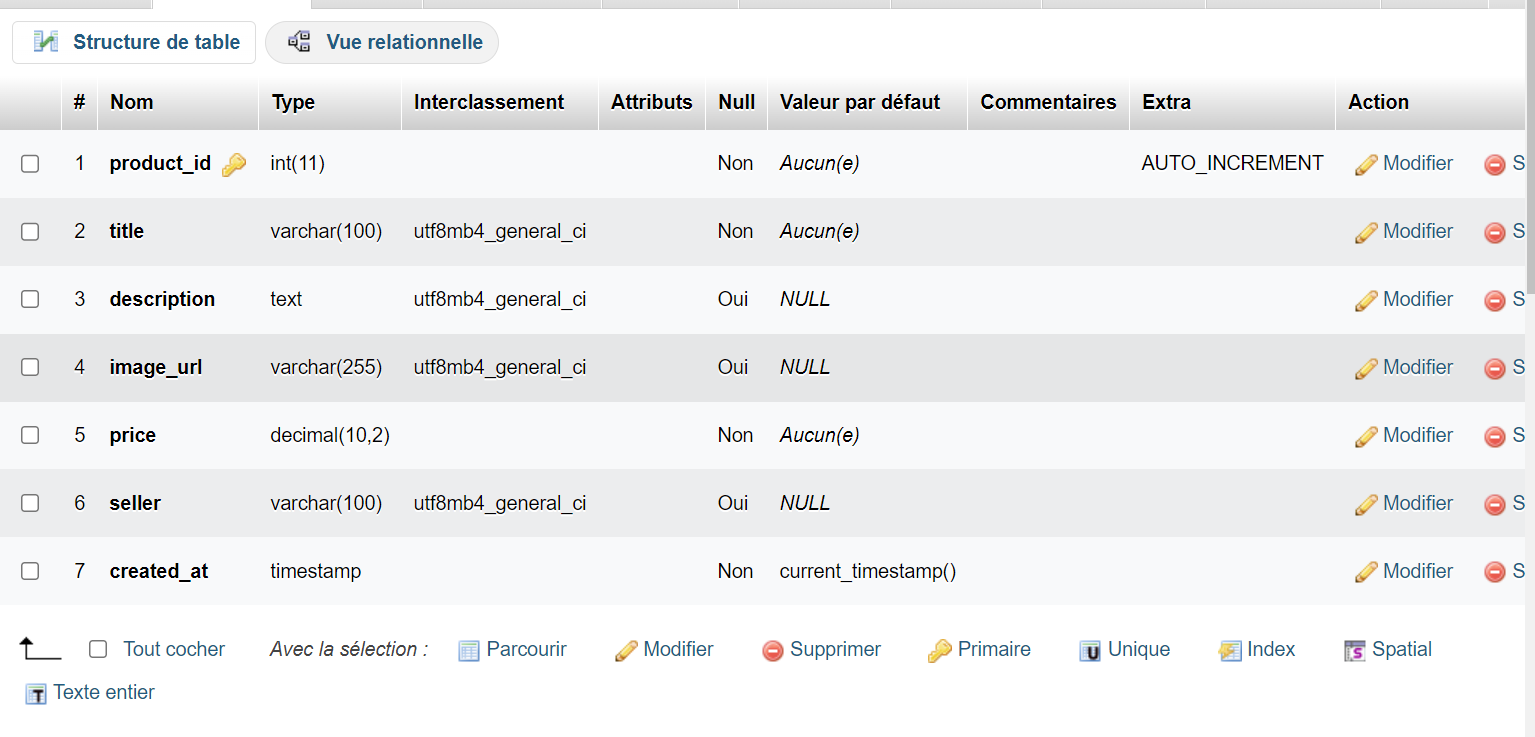 Structure de table Vue relationnelle
# Nom Type Interclassement Attributs Null Valeur par défaut Commentaires Extra Action
1 product_id int(11) Non Aucun(e) AUTO_INCREMENT Modifier S
2 title varchar(100) utf8mb4_general_ci Non Aucun(e) Modifier S
3 description text utf8mb4_general_ci Oui NULL Modifier S
4 image_url varchar(255) utf8mb4_general_ci Oui NULL Modifier S
5 price decimal(10,2) Non Aucun(e) Modifier S
6 seller varchar(100) utf8mb4_general_ci Oui NULL Modifier S
7 created_at timestamp Non current_timestamp() Modifier S
Tout cocher Avec la sélection : Parcourir Modifier Supprimer Primaire Unique Index Spatial
Texte entier